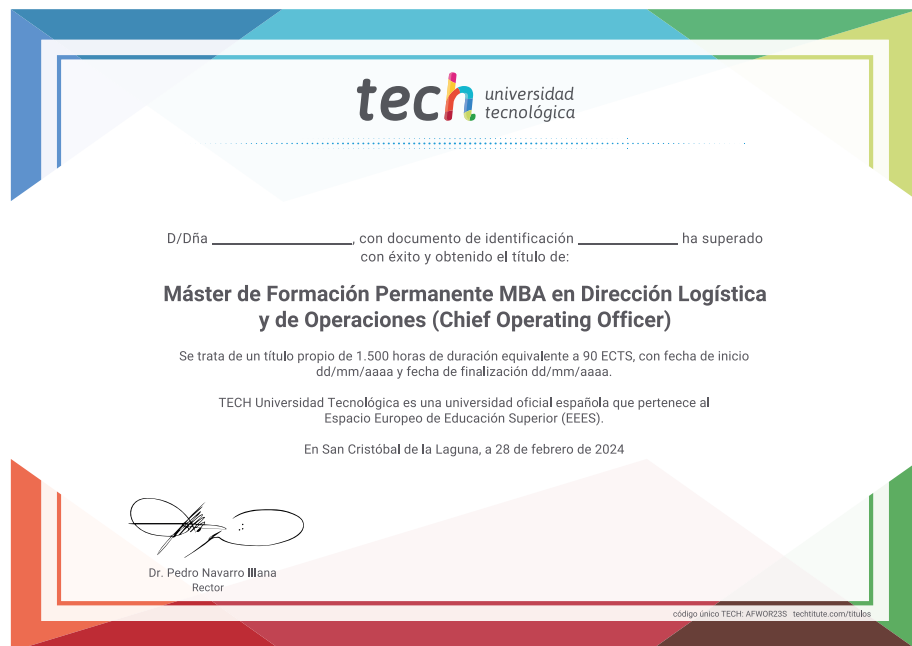 tech universidad
tecnológica
D/Dña ____________________, con documento de identificación ______________ ha superado
con éxito y obtenido el título de:
Máster de Formación Permanente MBA en Dirección Logística
y de Operaciones (Chief Operating Officer)
Se trata de un título propio de 1.500 horas de duración equivalente a 90 ECTS, con fecha de inicio
dd/mm/aaaa y fecha de finalización dd/mm/aaaa.
TECH Universidad Tecnológica es una universidad oficial española que pertenece al
Espacio Europeo de Educación Superior (EEES).
En San Cristóbal de la Laguna, a 28 de febrero de 2024
Dr. Pedro Navarro Illana
Rector
código único TECH: AFWOR23S techtitute.com/titulos